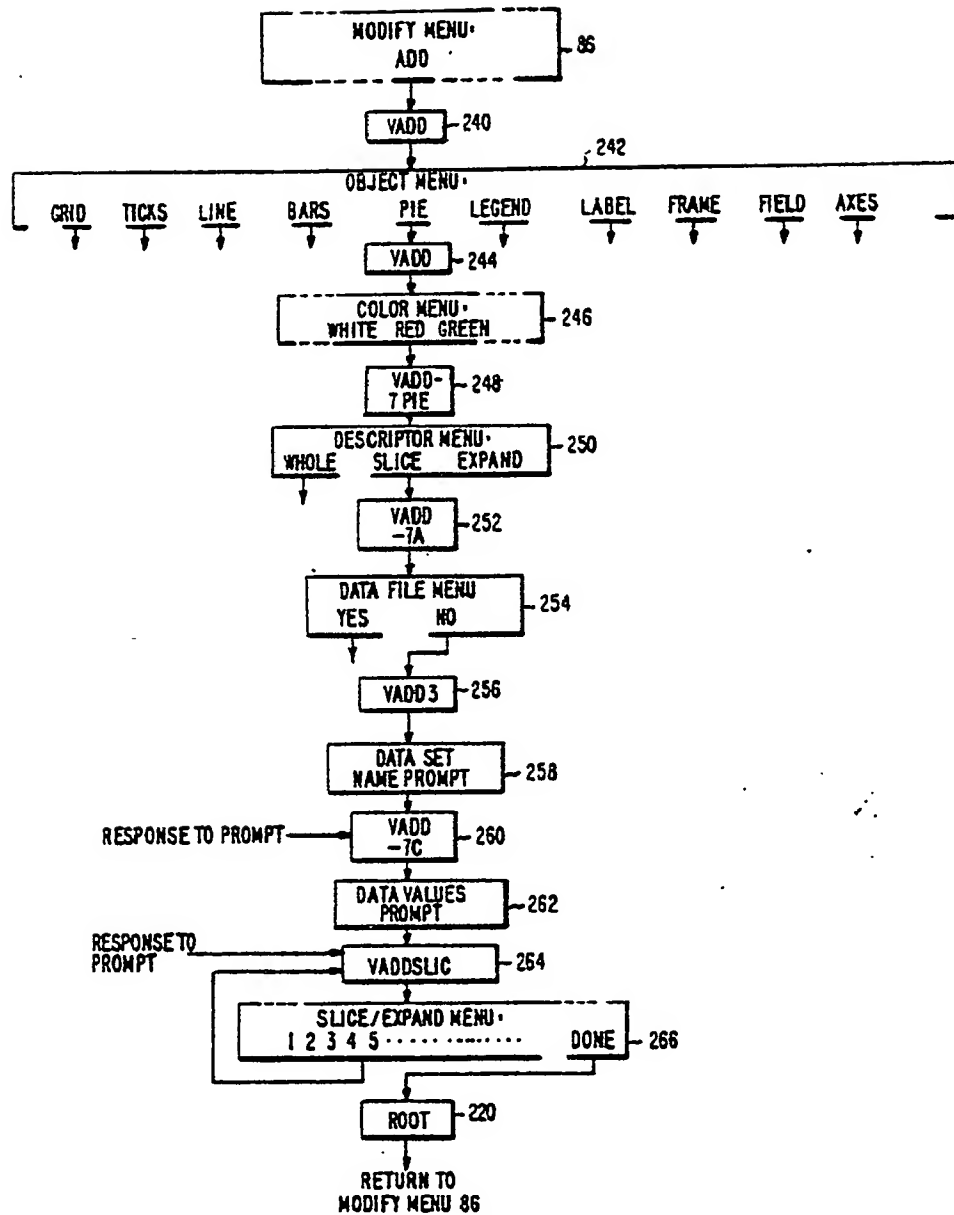 MODIFY MENU:
ADD
86
VADD
240
242
OBJECT MENU:
GRID TICKS LINE BARS PIE LEGEND LABEL FRAME FIELD AXES
VADD
244
COLOR MENU:
WHITE RED GREEN
246
VADD-
7 PIE
248
DESCRIPTOR MENU:
WHOLE SLICE EXPAND
250
VADD
-7A
252
DATA FILE MENU
YES NO
254
VADD3
256
DATA SET
NAME PROMPT
258
RESPONSE TO PROMPT
VADD
-7C
260
DATA VALUES
PROMPT
262
RESPONSE TO
PROMPT
VADDSLIC
264
SLICE/EXPAND MENU:
1 2 3 4 5 .............. DONE
266
ROOT
220
RETURN TO
MODIFY MENU 86